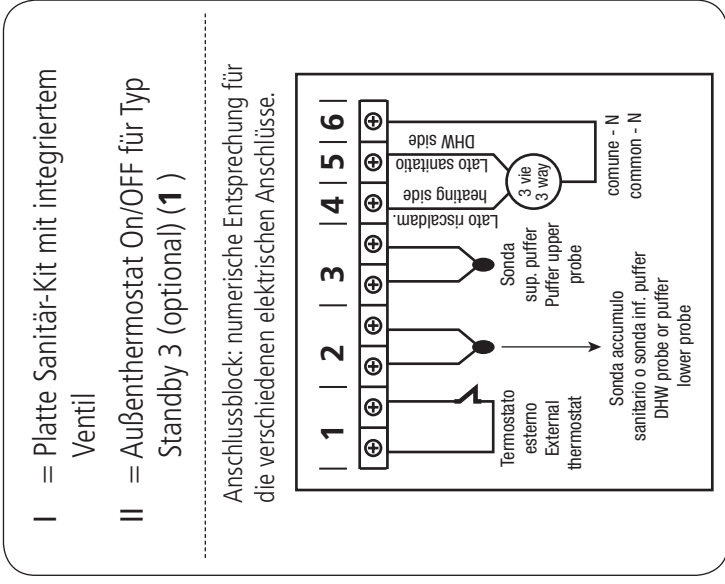 I = Platte Sanitär-Kit mit integriertem
Ventil
II = Außenthermostat On/OFF für Typ
Standby 3 (optional) (1 )
Anschlussblock: numerische Entsprechung für
die verschiedenen elektrischen Anschlüsse.
1 | 2 | 3 | 4 | 5 | 6
Termostato
esterno
External
thermostat
Sonda accumulo
sanitario o sonda inf. puffer
DHW probe or puffer
lower probe
Sonda
sup. puffer
Puffer upper
probe
Lato riscaldam.
heating side
Lato sanitatio
DHW side
3 vie
3 way
comune - N
common - N